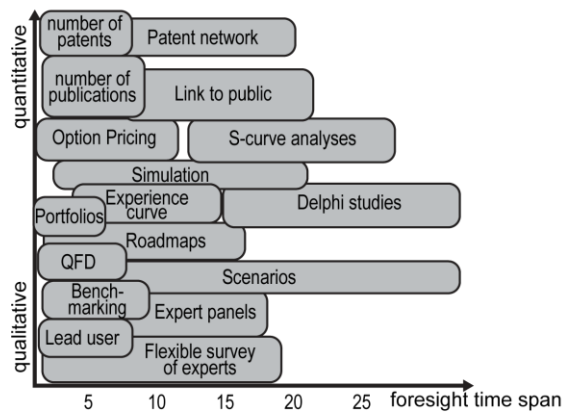 quantitative
number of
patents
Patent network
number of
publications
Link to public
Option Pricing
S-curve analyses
Simulation
Experience
curve
Delphi studies
Portfolios
Roadmaps
QFD
Scenarios
qualitative
Bench-
marking
Expert panels
Lead user
Flexible survey
of experts
5 10 15 20 25 foresight time span